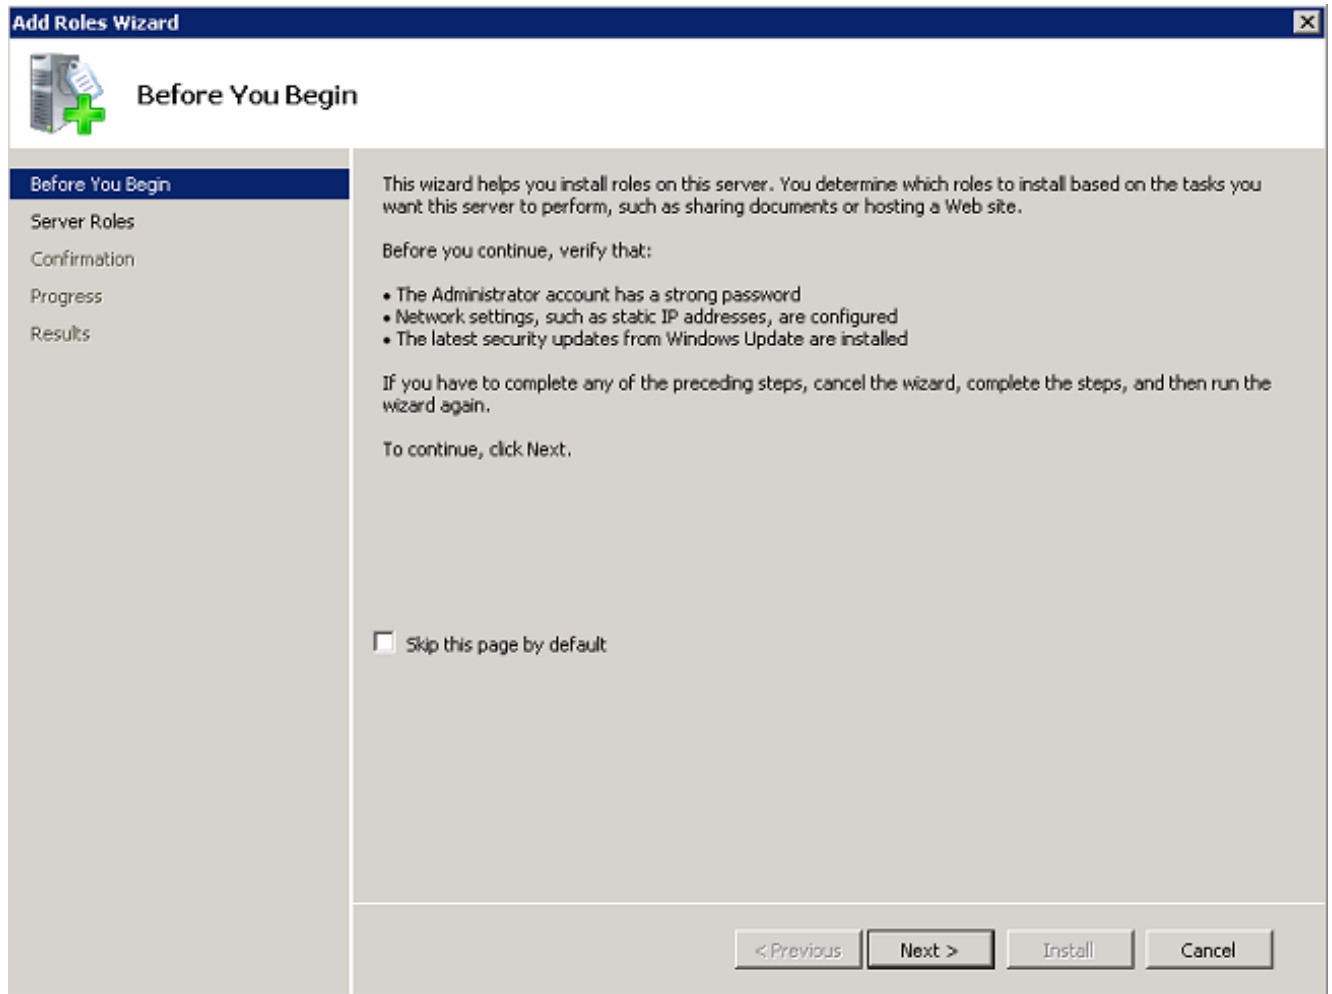 Add Roles Wizard
Before You Begin
Before You Begin
Server Roles
Confirmation
Progress
Results
This wizard helps you install roles on this server. You determine which roles to install based on the tasks you
want this server to perform, such as sharing documents or hosting a Web site.
Before you continue, verify that:
• The Administrator account has a strong password
• Network settings, such as static IP addresses, are configured
• The latest security updates from Windows Update are installed
If you have to complete any of the preceding steps, cancel the wizard, complete the steps, and then run the
wizard again.
To continue, click Next.
Skip this page by default
< Previous
Next >
Install
Cancel